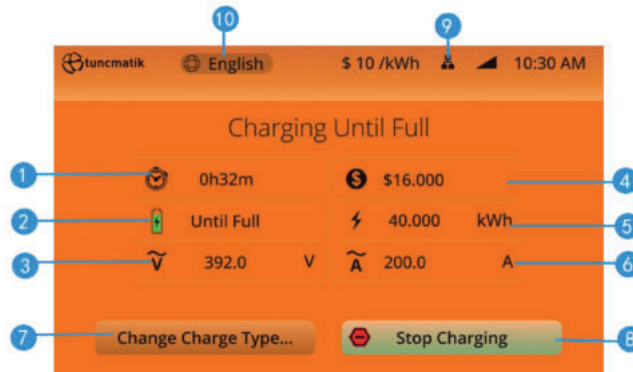 10
9
tuncmatik English $ 10 /kWh 10:30 AM
Charging Until Full
1 0h32m $ $16.000 4
2 Until Full 40.000 kWh 5
3 V 392.0 V A 200.0 A 6
7 Change Charge Type... Stop Charging 8